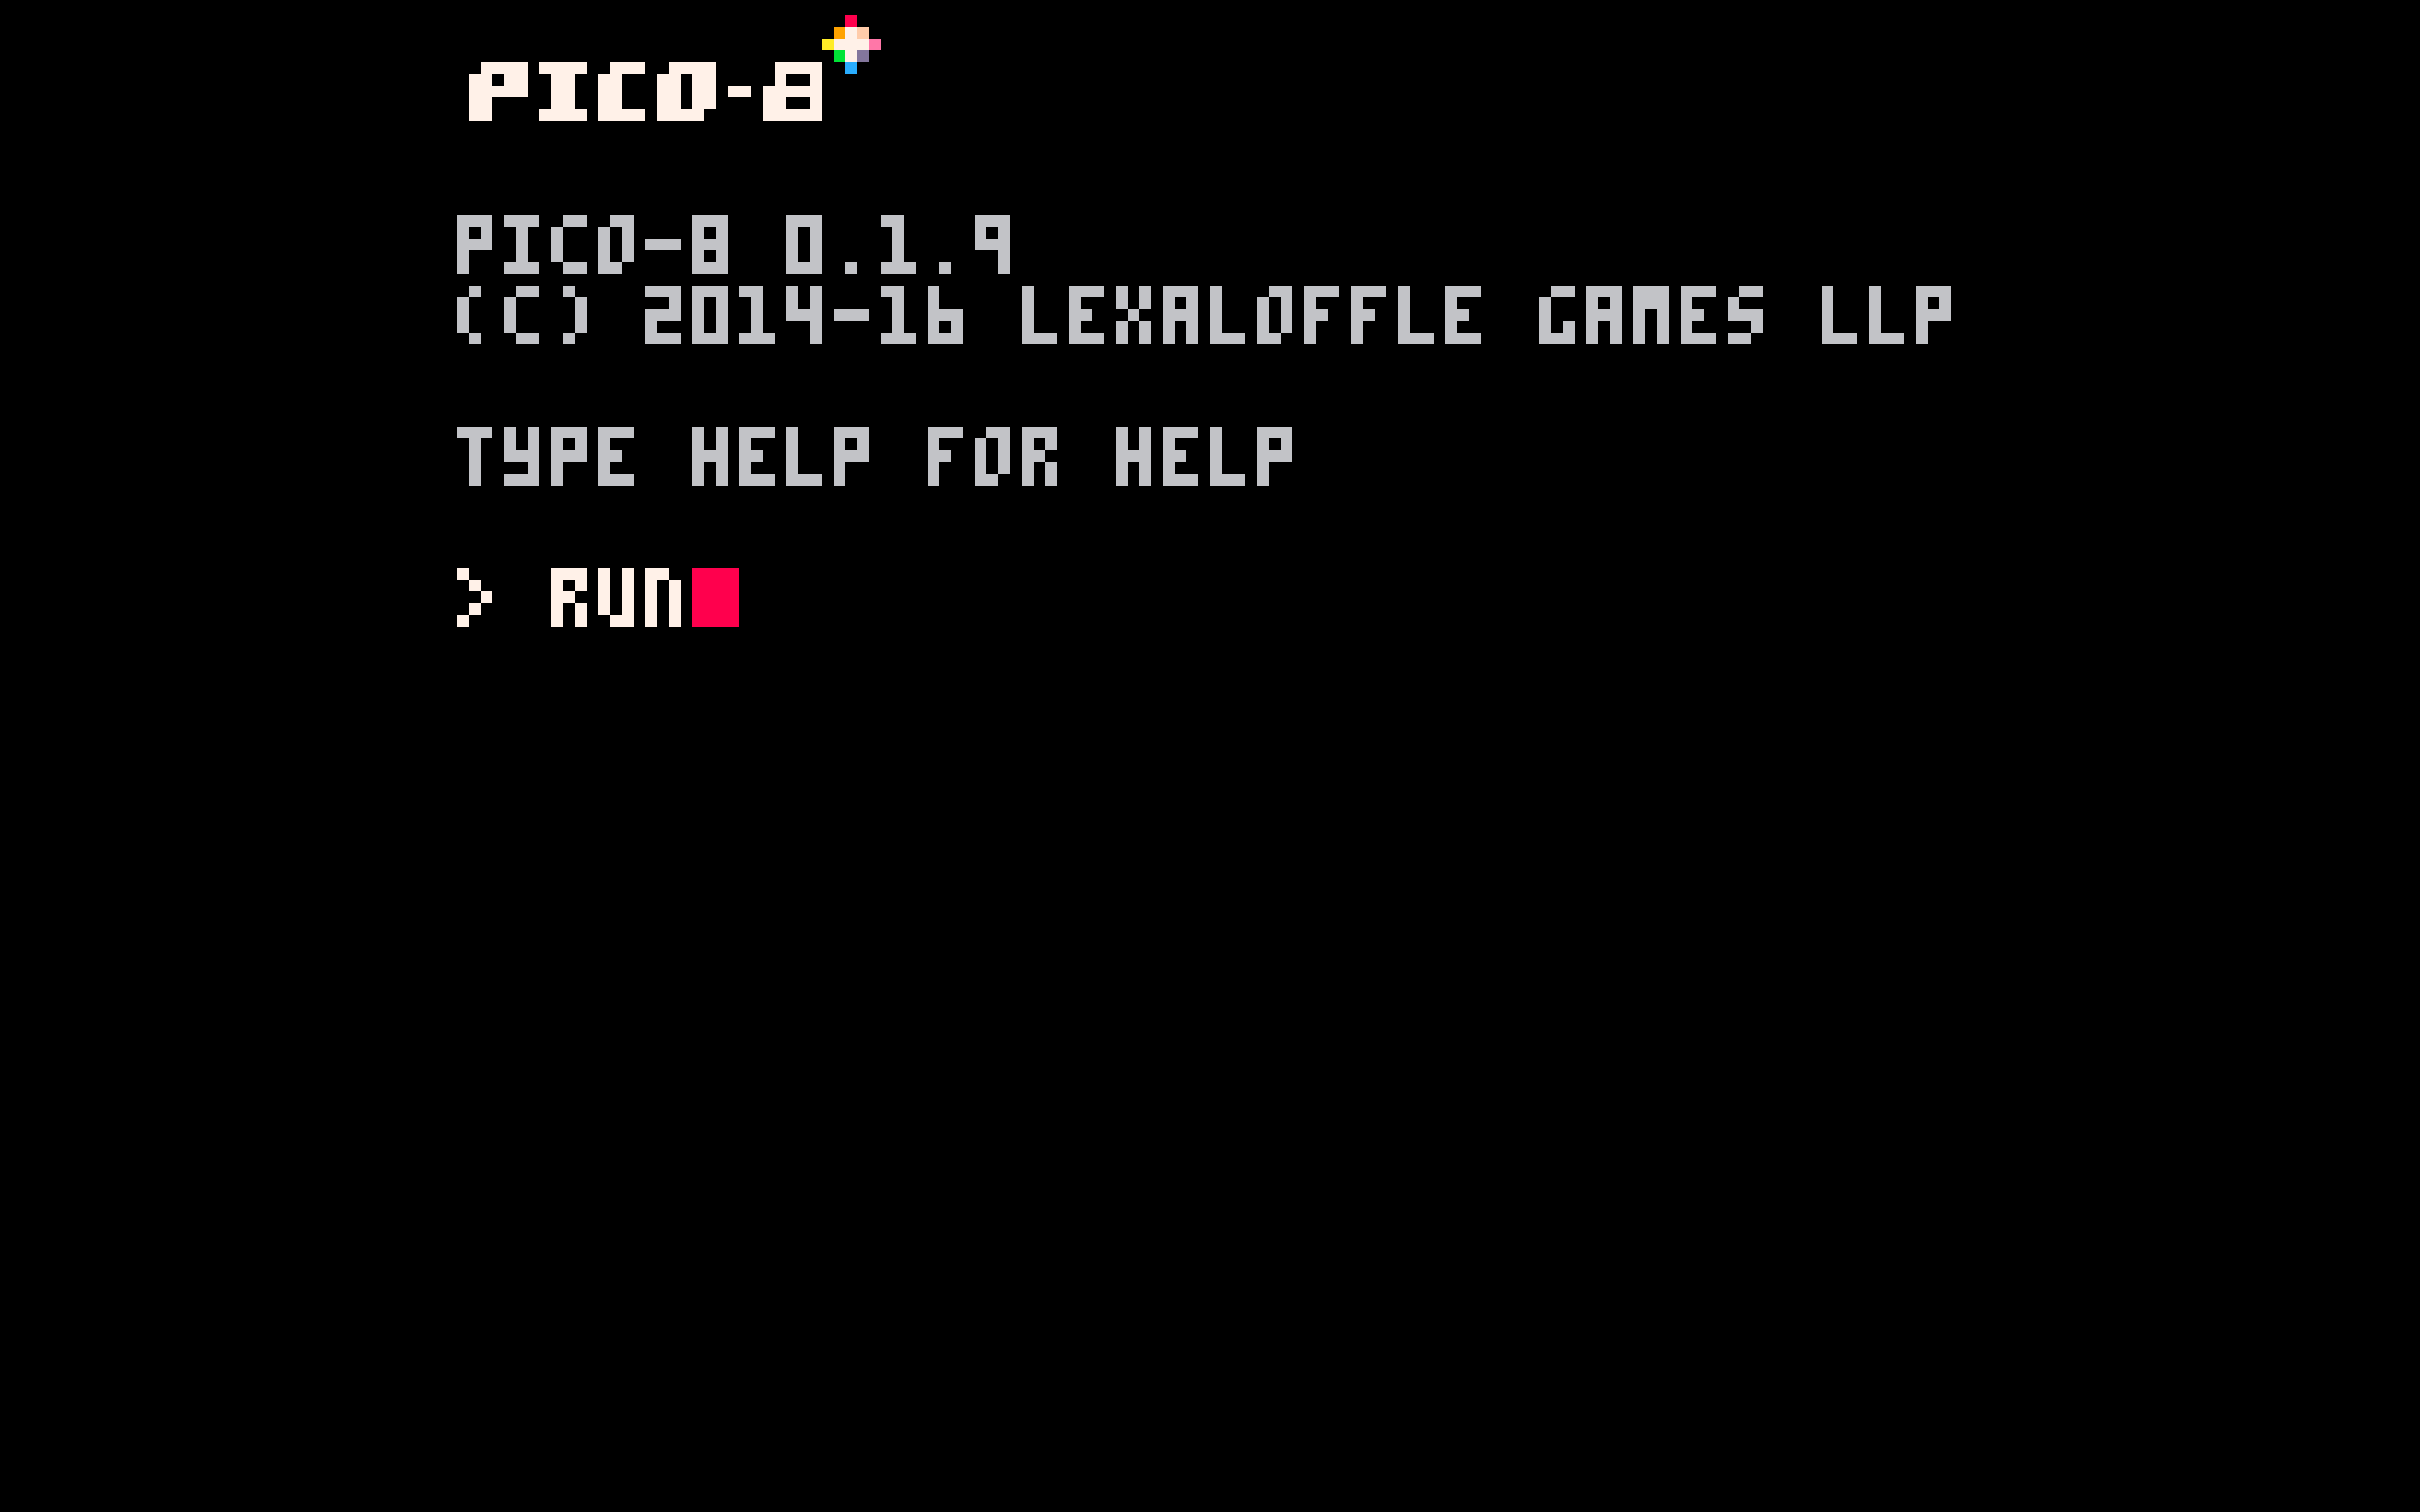 PICO-8
PICO-8 0.1.9
(C) 2014-16 LEXALOFFLE GAMES LLP
TYPE HELP FOR HELP
> RUN